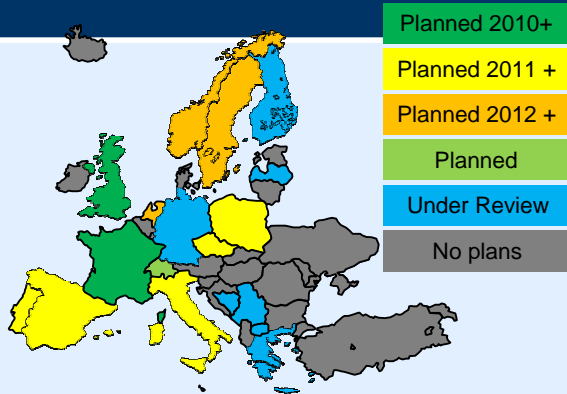 Planned 2010+
Planned 2011 +
Planned 2012 +
Planned
Under Review
No plans